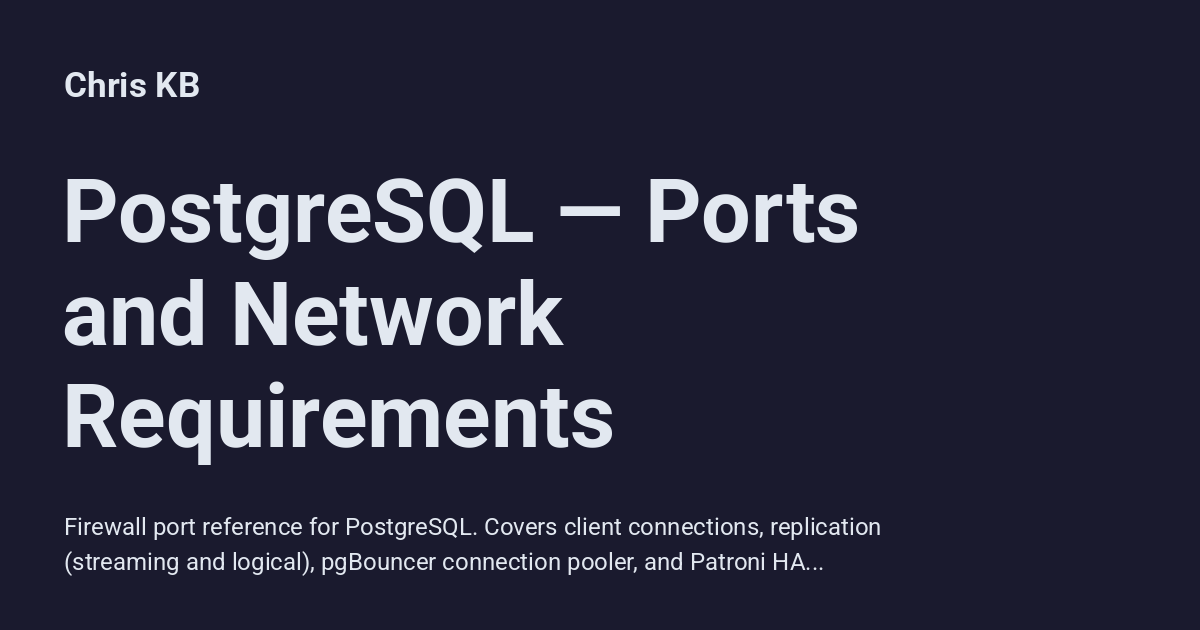 Chris KB
PostgreSQL — Ports
and Network
Requirements
Firewall port reference for PostgreSQL. Covers client connections, replication
(streaming and logical), pgBouncer connection pooler, and Patroni HA...